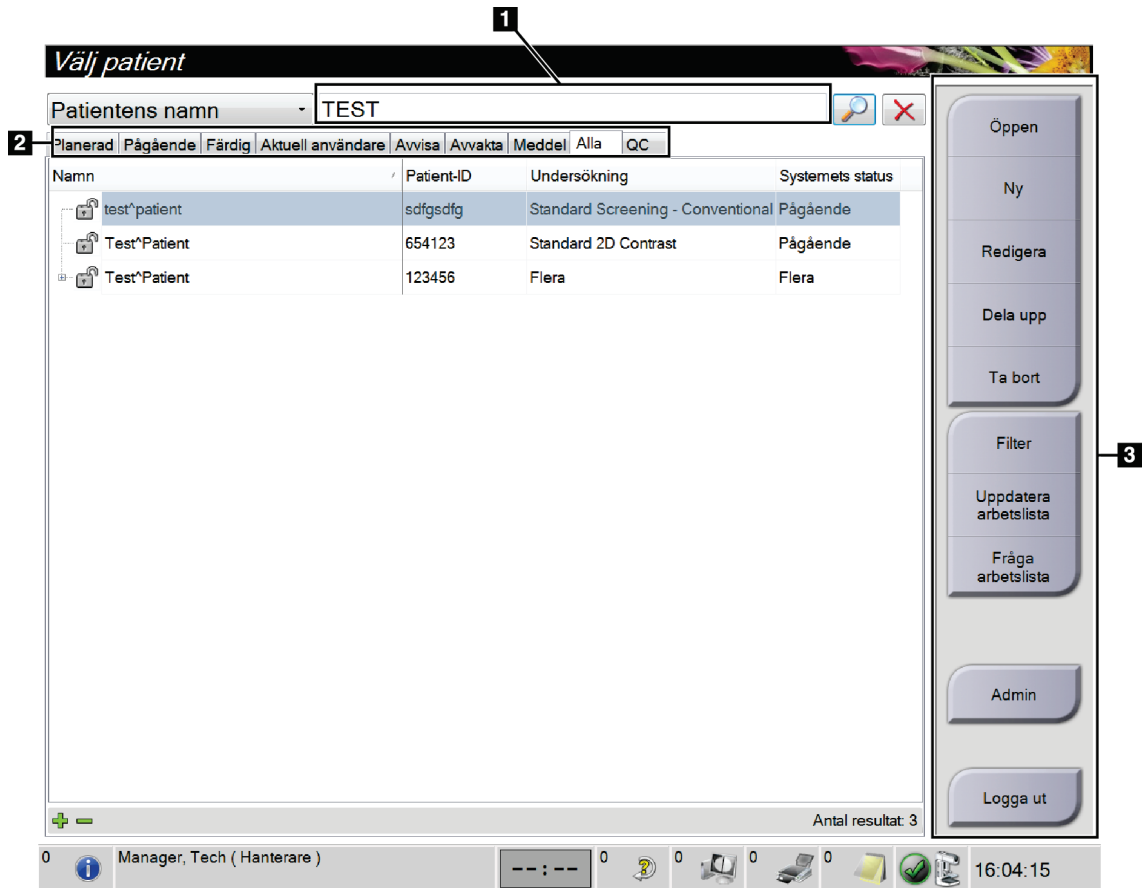 1
Välj patient
Patientens namn TEST
2
Planerad Pågående Färdig Aktuell användare Avvisa Avvakta Meddel Alla QC
Namn Patient-ID Undersökning Systemets status
test^patient sdfgsdfg Standard Screening - Conventional Pågående
Test^Patient 654123 Standard 2D Contrast Pågående
Test^Patient 123456 Flera Flera
Öppen
Ny
Redigera
Dela upp
Ta bort
Filter
3
Uppdatera
arbetslista
Fråga
arbetslista
Admin
Logga ut
Antal resultat: 3
0 Manager, Tech ( Hanterare ) --:-- 0 0 0 0 16:04:15